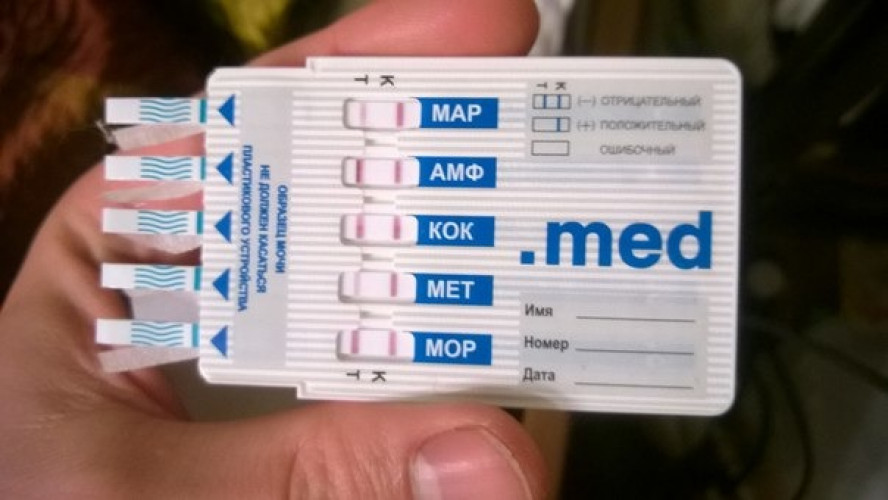 Т К
МАР
АМФ
КОК
МЕТ
МОР
Т К
ОБРАЗЕЦ МОЧИ
НЕ ДОЛЖЕН КАСАТЬСЯ
ПЛАСТИКОВОГО УСТРОЙСТВА
Т К
(—) ОТРИЦАТЕЛЬНЫЙ
(+) ПОЛОЖИТЕЛЬНЫЙ
ОШИБОЧНЫЙ
.med
Имя
Номер
Дата